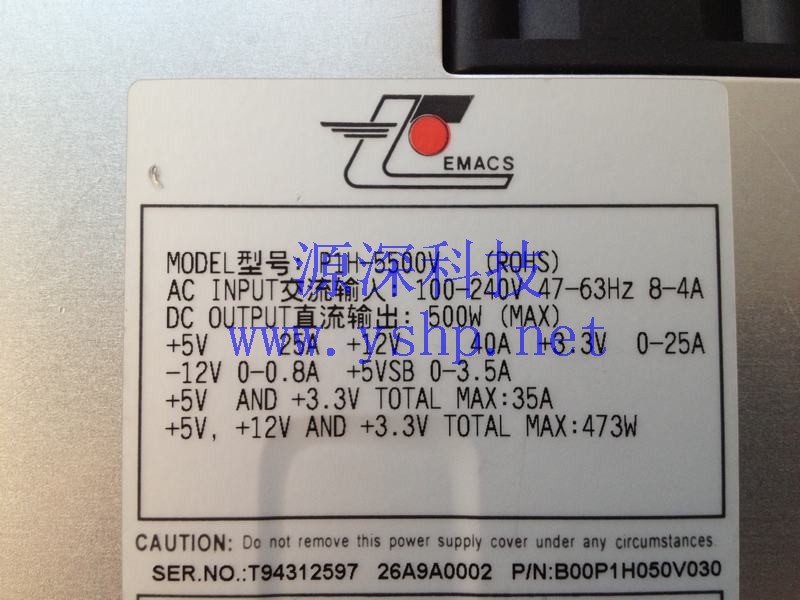 EMACS
MODEL型号: P1H-5500V (ROHS)
AC INPUT交流输入: 100-240V 47-63Hz 8-4A
DC OUTPUT直流输出: 500W (MAX)
+5V 25A +12V 40A +3.3V 0-25A
-12V 0-0.8A +5VSB 0-3.5A
+5V AND +3.3V TOTAL MAX:35A
+5V, +12V AND +3.3V TOTAL MAX:473W
源深科技
www.yshp.net
CAUTION: Do not remove this power supply cover under any circumstances.
SER.NO.:T94312597 26A9A0002 P/N:B00P1H050V030